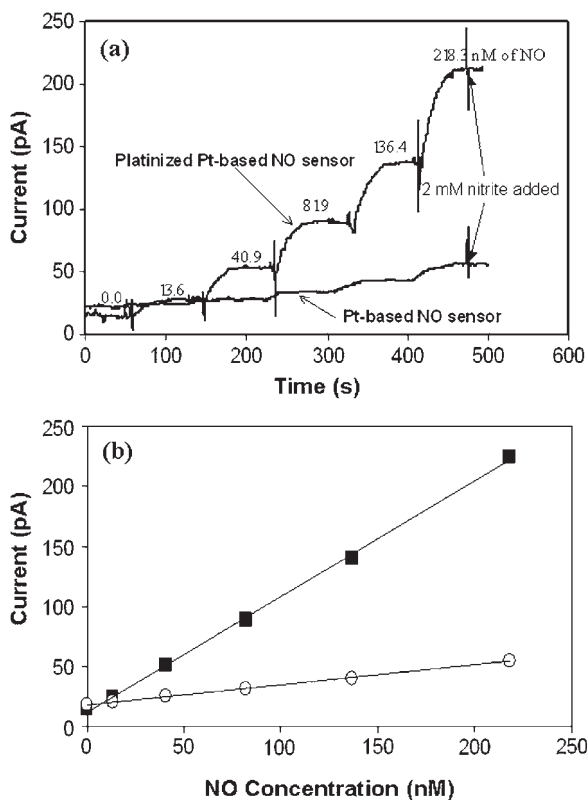 (a)
250
200
150
100
50
0
Current (pA)
218.3 nM of NO
Platinized Pt-based NO sensor
136.4
2 mM nitrite added
819
40.9
0.0
13.6
Pt-based NO sensor
0 100 200 300 400 500 600
Time (s)
(b)
250
200
150
100
50
0
Current (pA)
0 50 100 150 200 250
NO Concentration (nM)